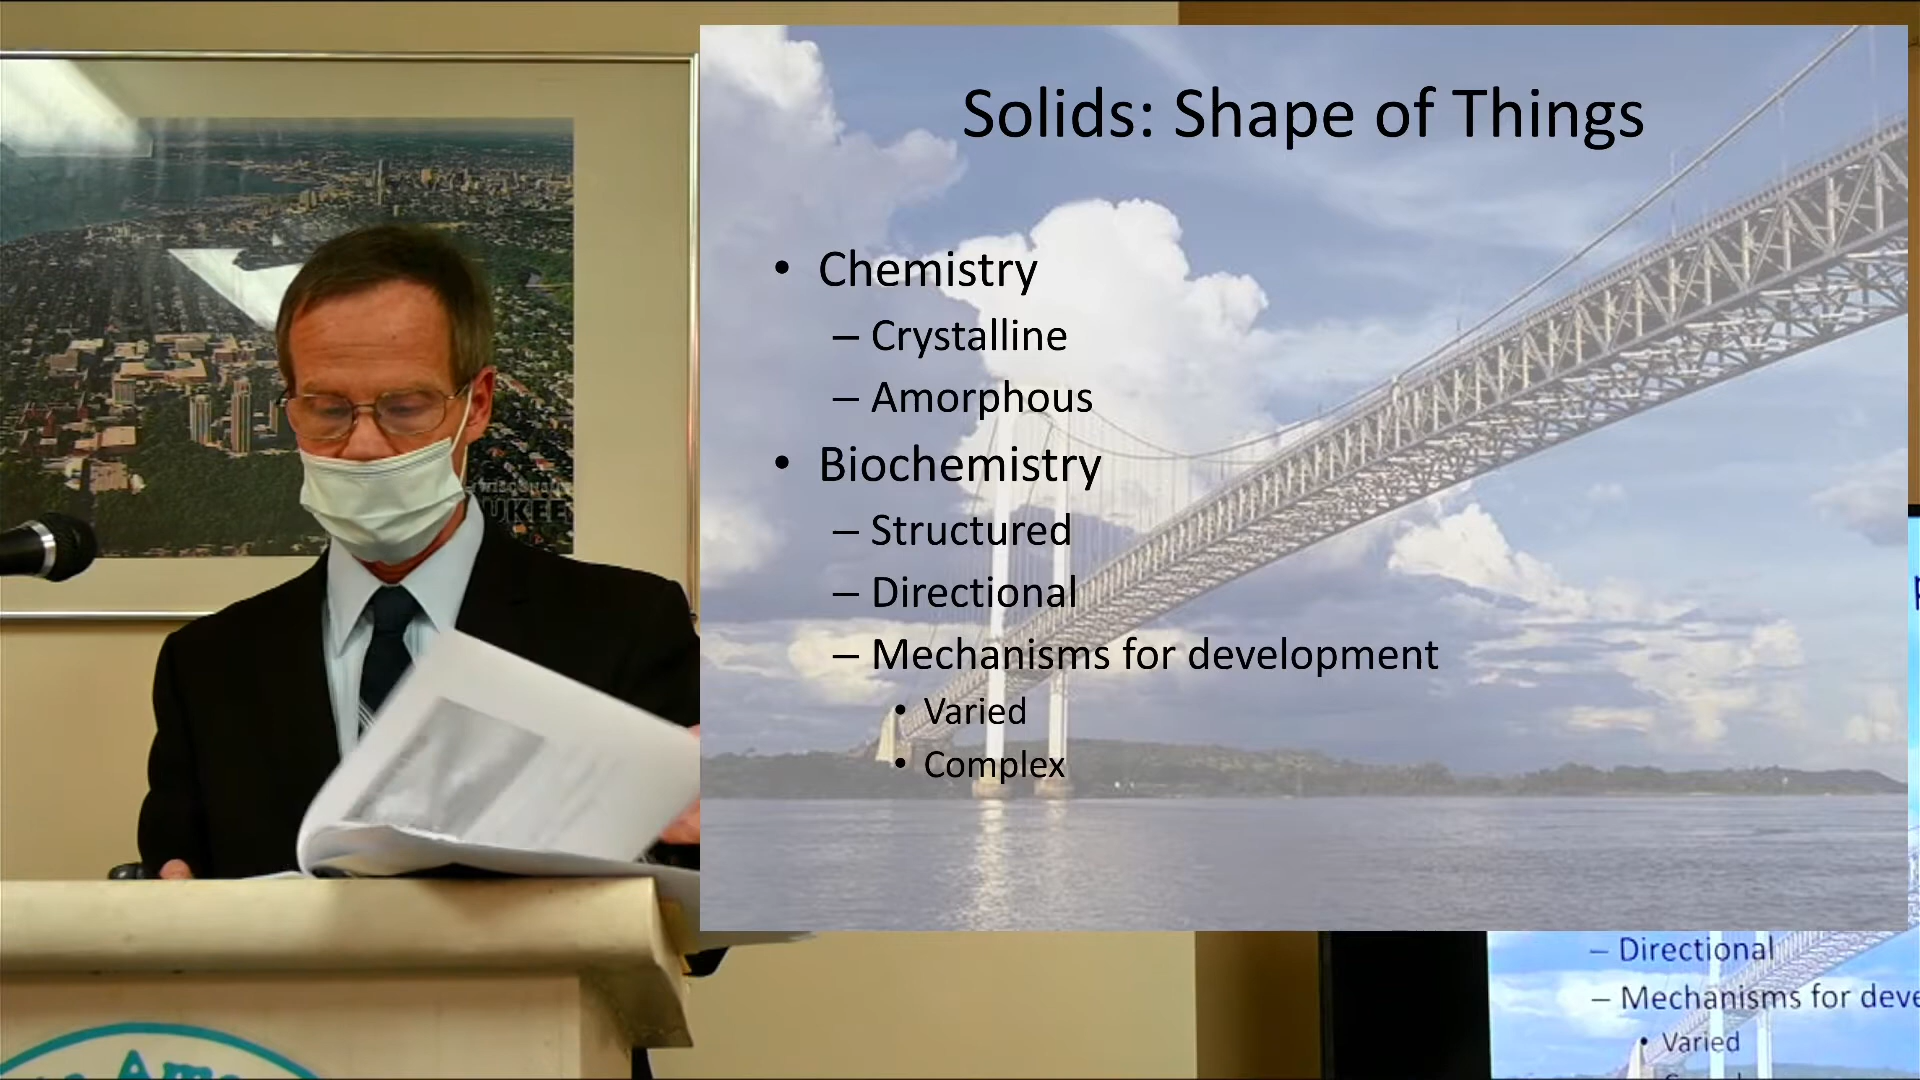 Solids: Shape of Things
• Chemistry
– Crystalline
– Amorphous
• Biochemistry
– Structured
– Directional
– Mechanisms for development
• Varied
• Complex
UKEE
– Directional
– Mechanisms for deve
• Varied
Ame